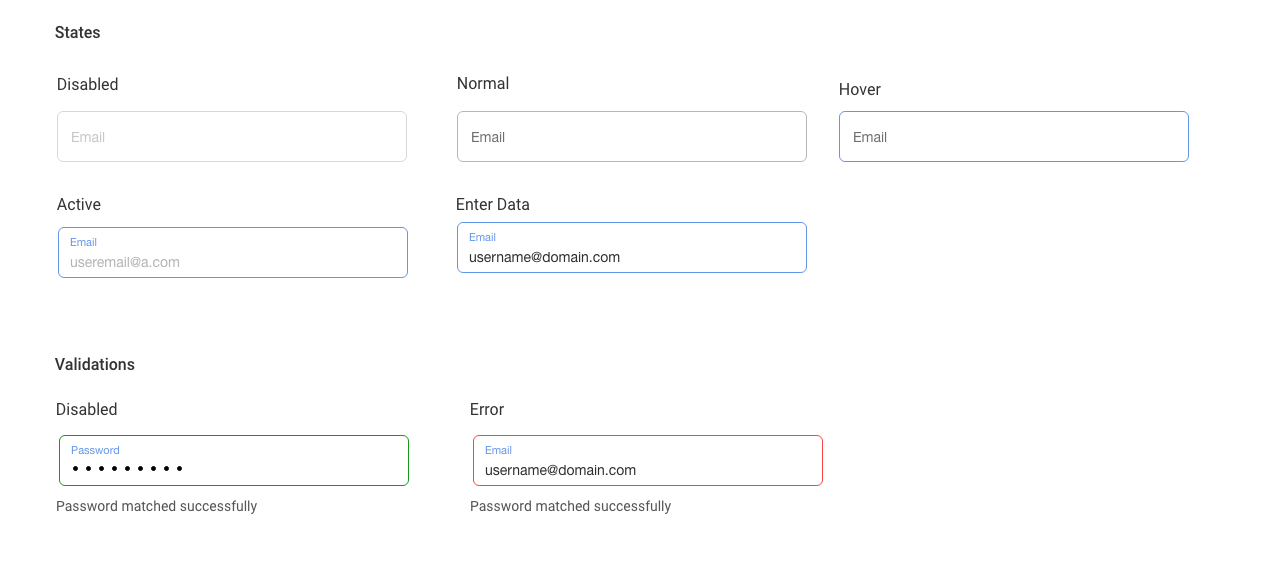 States
Disabled
Normal
Hover
Email
Email
Email
Active
Enter Data
Email
useremail@a.com
Email
username@domain.com
Validations
Disabled
Error
Password
• • • • • • • • •
Email
username@domain.com
Password matched successfully
Password matched successfully